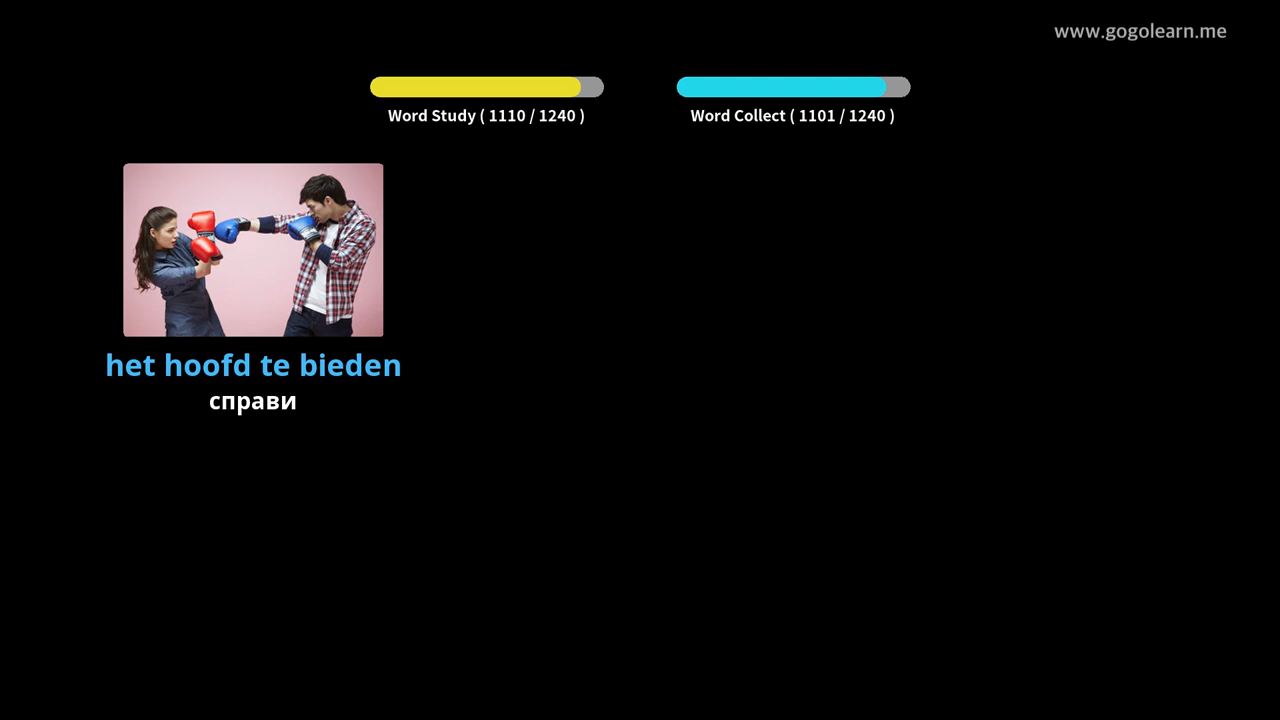 www.gogolearn.me
Word Study ( 1110 / 1240 )
Word Collect ( 1101 / 1240 )
het hoofd te bieden
справи